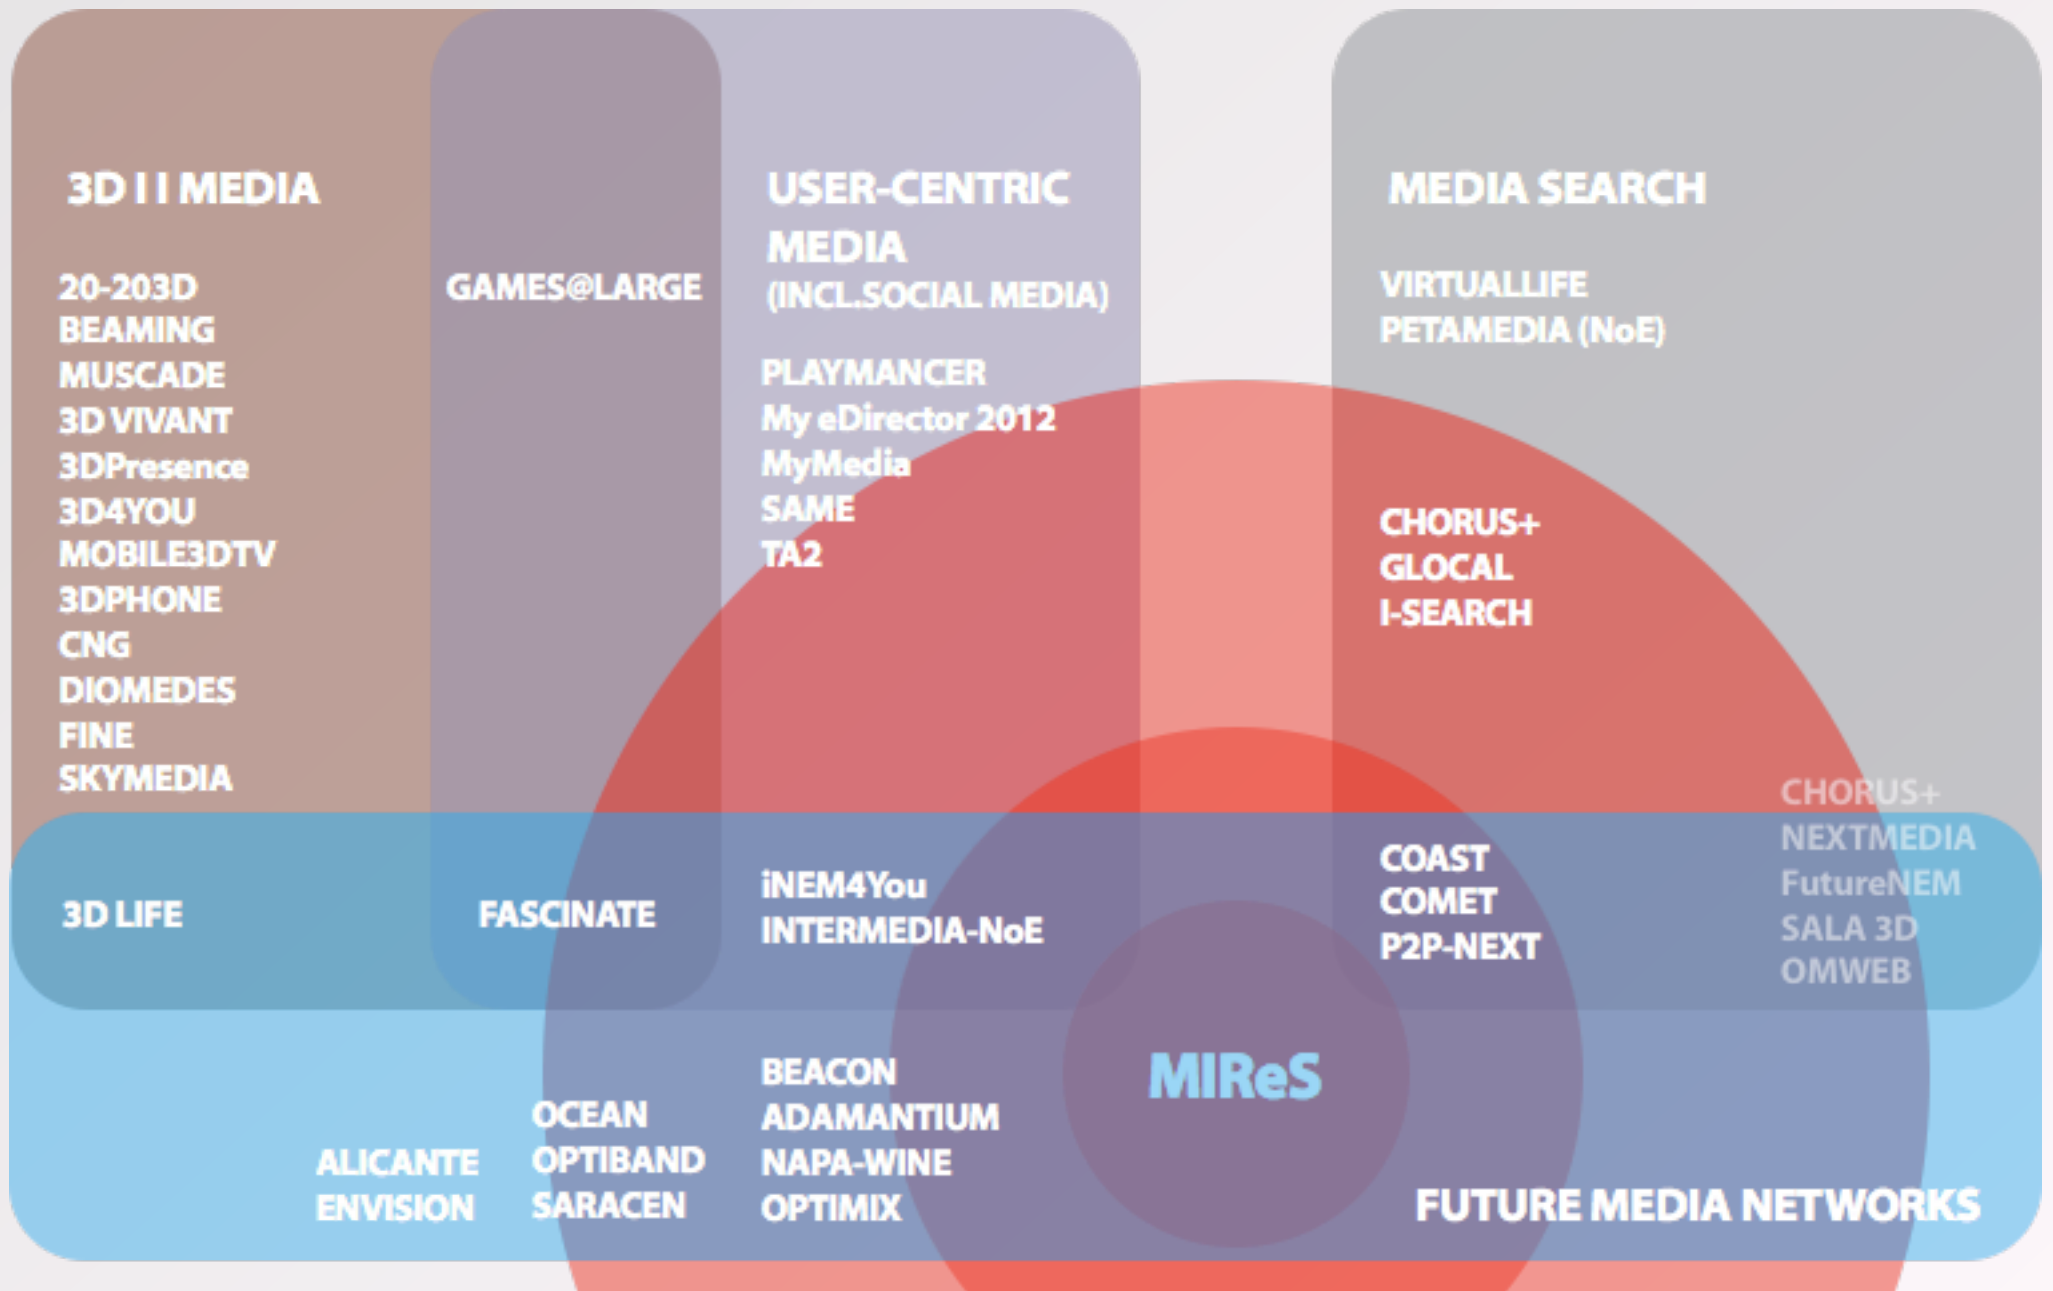 3D I I MEDIA
20-203D
BEAMING
MUSCADE
3D VIVANT
3DPresence
3D4YOU
MOBILE3DTV
3DPHONE
CNG
DIOMEDES
FINE
SKYMEDIA
GAMES@LARGE
USER-CENTRIC
MEDIA
(INCL.SOCIAL MEDIA)
PLAYMANCER
My eDirector 2012
MyMedia
SAME
TA2
MEDIA SEARCH
VIRTUALLIFE
PETAMEDIA (NoE)
CHORUS+
GLOCAL
I-SEARCH
3D LIFE
FASCINATE
iNEM4You
INTERMEDIA-NoE
COAST
COMET
P2P-NEXT
CHORUS+
NEXTMEDIA
FutureNEM
SALA 3D
OMWEB
ALICANTE
ENVISION
OCEAN
OPTIBAND
SARACEN
BEACON
ADAMANTIUM
NAPA-WINE
OPTIMIX
MIReS
FUTURE MEDIA NETWORKS